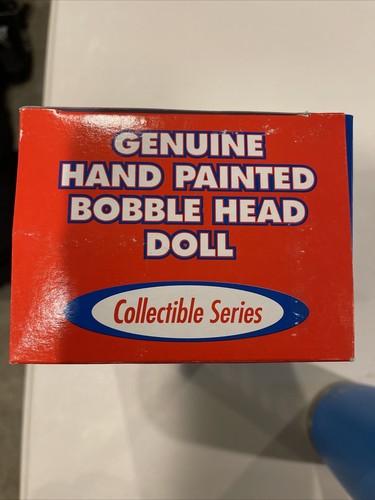 GENUINE
HAND PAINTED
BOBBLE HEAD
DOLL
Collectible Series